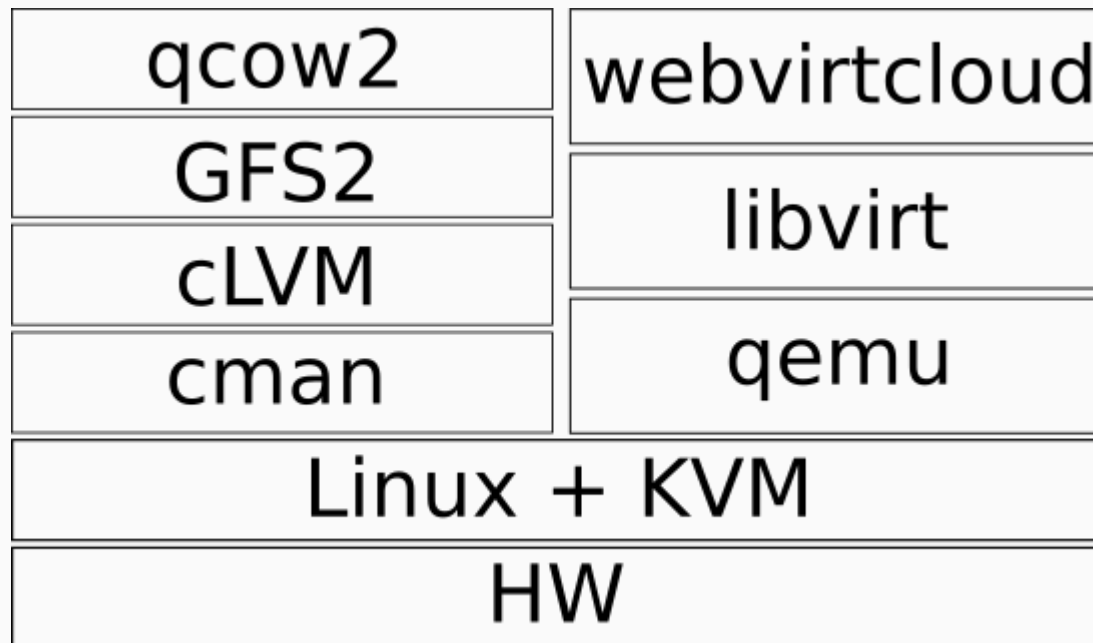 qcow2
GFS2
cLVM
cman
webvirtcloud
libvirt
qemu
Linux + KVM
HW